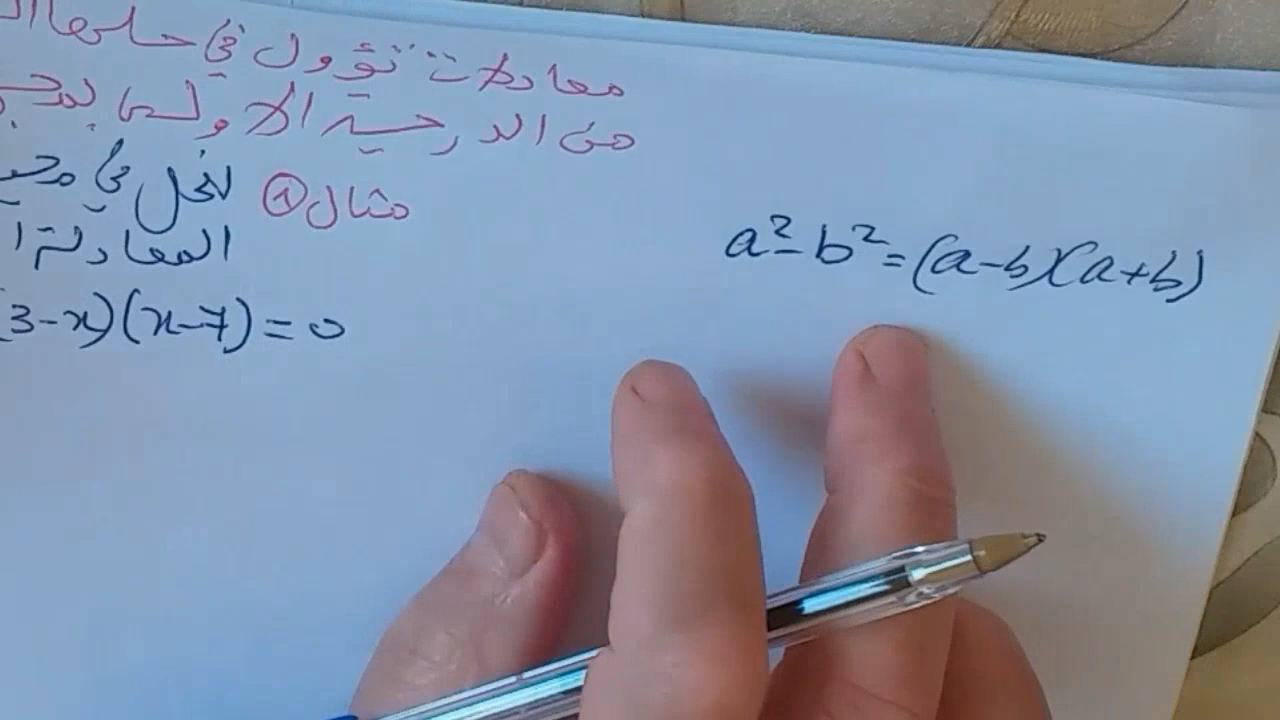 معادلات تؤول في حلها
من الدرجة الأولى
مثال ①
لنحل في
المعادلة
(3-x)(x-7)=0
a²-b²=(a-b)(a+b)